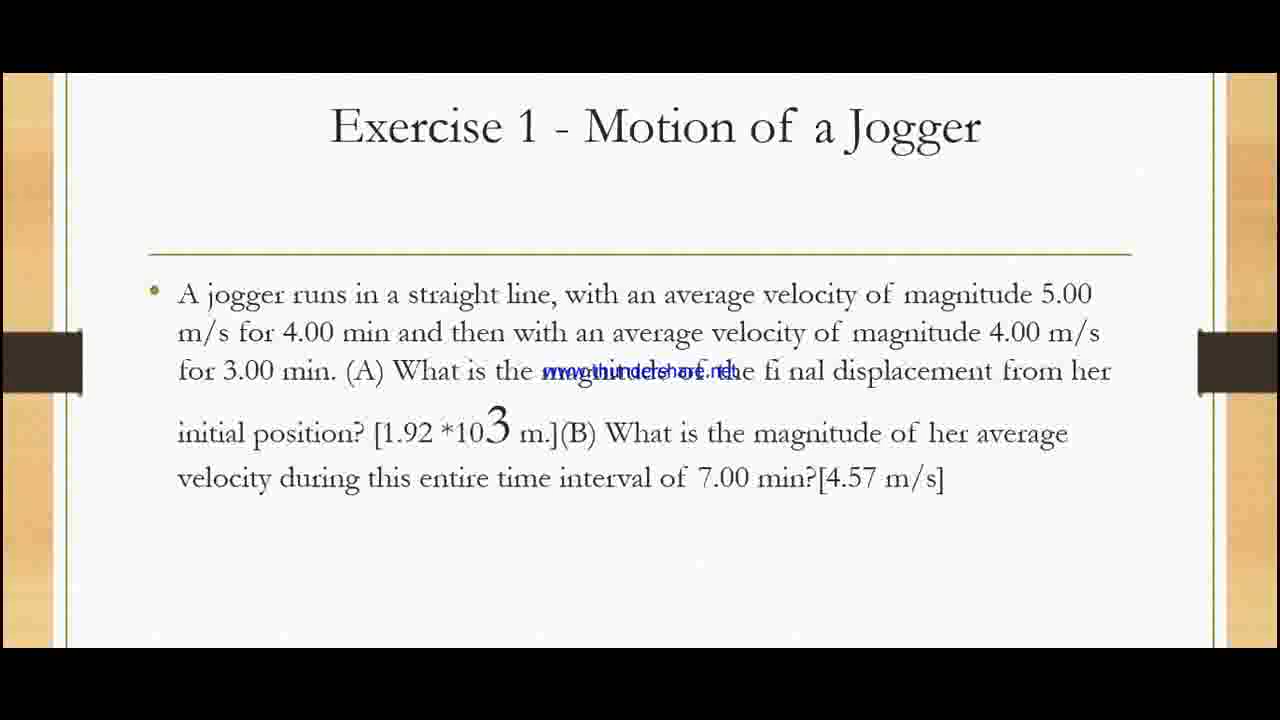 Exercise 1 - Motion of a Jogger
• A jogger runs in a straight line, with an average velocity of magnitude 5.00
m/s for 4.00 min and then with an average velocity of magnitude 4.00 m/s
for 3.00 min. (A) What is the magnitude of the fi nal displacement from her
www.thundershare.net
initial position? [1.92 *103 m.](B) What is the magnitude of her average
velocity during this entire time interval of 7.00 min?[4.57 m/s]